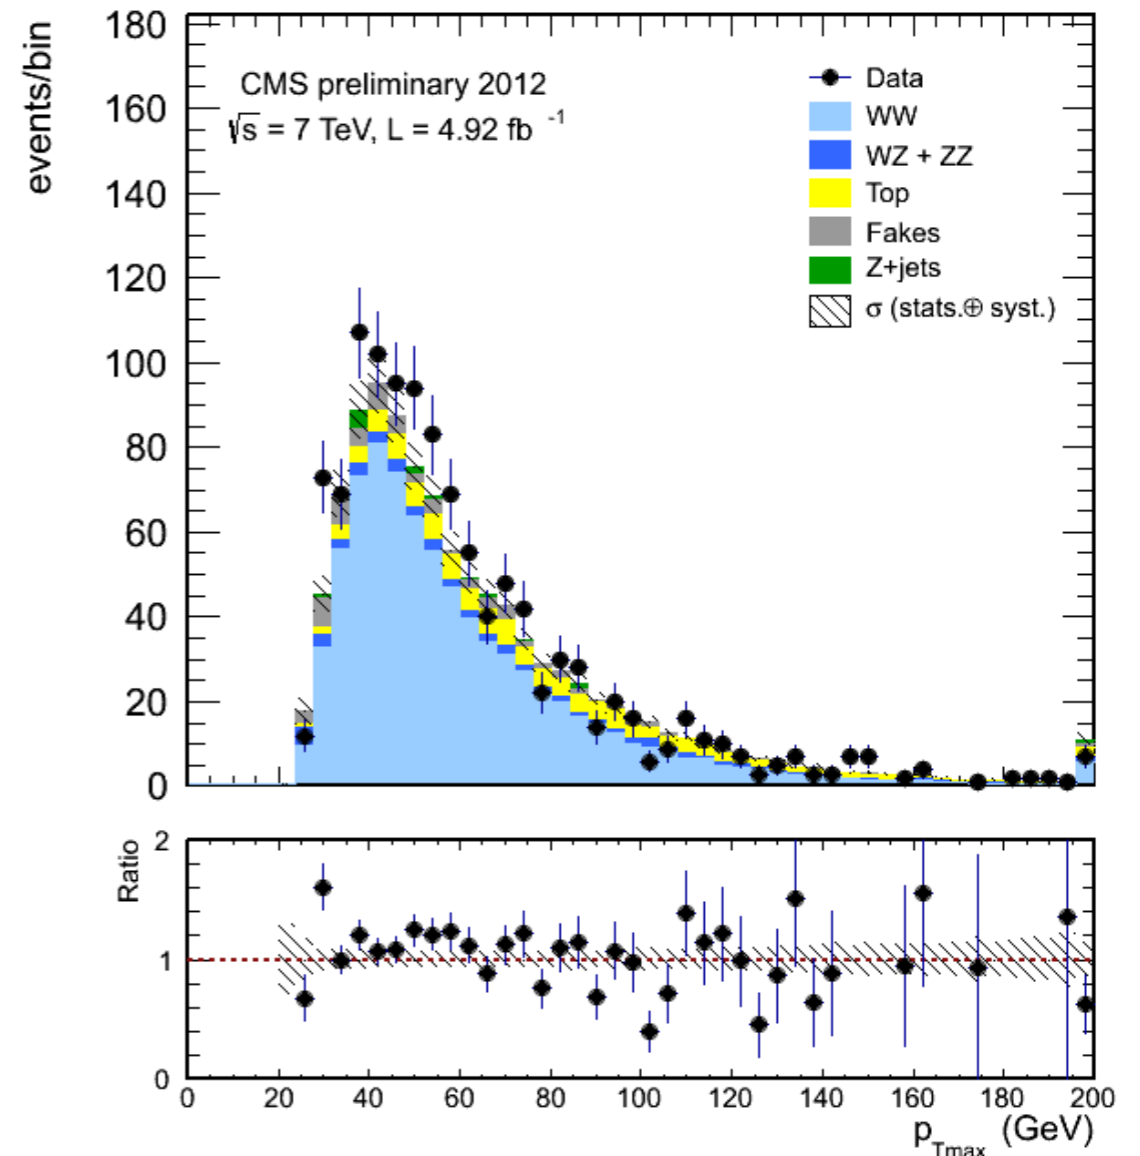 events/bin
180
160
140
120
100
80
60
40
20
0
CMS preliminary 2012
√s = 7 TeV, L = 4.92 fb⁻¹
Data
WW
WZ + ZZ
Top
Fakes
Z+jets
σ (stats.⊕ syst.)
Ratio
2
1
0
0 20 40 60 80 100 120 140 160 180 200
p_Tmax (GeV)